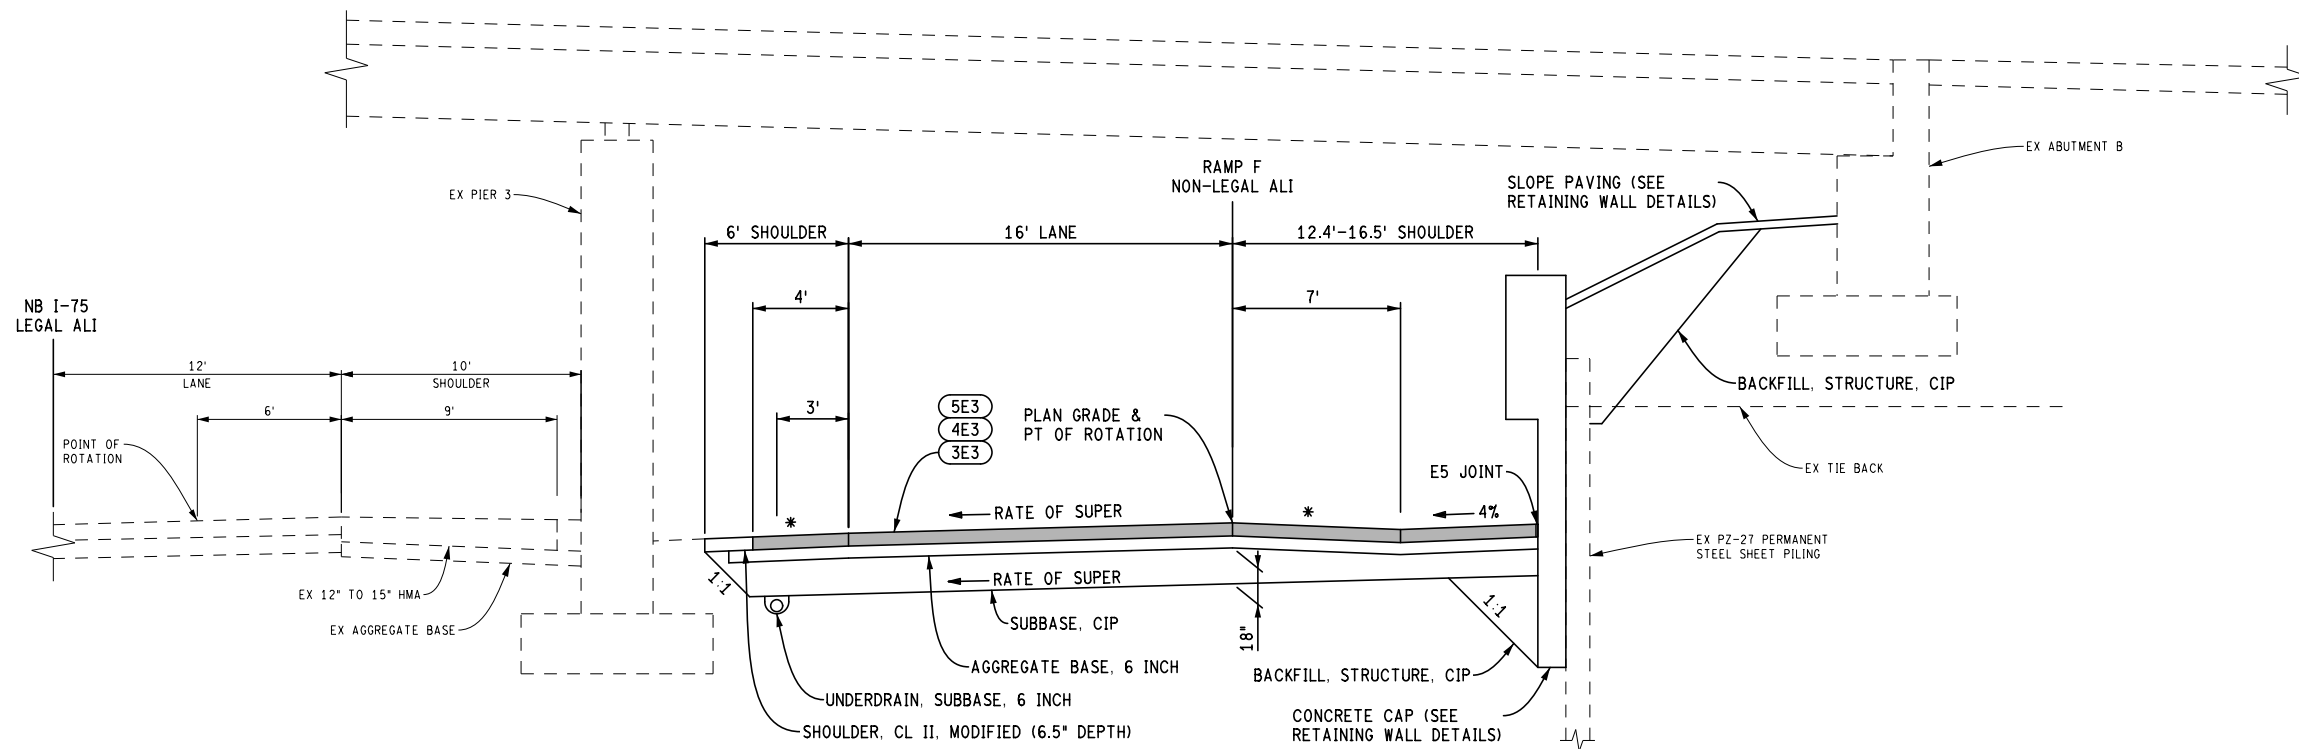 EX ABUTMENT B
RAMP F
NON-LEGAL ALI
SLOPE PAVING (SEE
RETAINING WALL DETAILS)
EX PIER 3
6' SHOULDER
16' LANE
12.4'-16.5' SHOULDER
NB I-75
LEGAL ALI
4'
7'
12'
LANE
10'
SHOULDER
BACKFILL, STRUCTURE, CIP
6'
9'
3'
5E3
4E3
3E3
PLAN GRADE &
PT OF ROTATION
POINT OF
ROTATION
E5 JOINT
EX TIE BACK
*
RATE OF SUPER
*
4%
EX PZ-27 PERMANENT
STEEL SHEET PILING
1:1
RATE OF SUPER
EX 12" TO 15" HMA
1:1
SUBBASE, CIP
EX AGGREGATE BASE
18"
AGGREGATE BASE, 6 INCH
BACKFILL, STRUCTURE, CIP
UNDERDRAIN, SUBBASE, 6 INCH
CONCRETE CAP (SEE
RETAINING WALL DETAILS)
SHOULDER, CL II, MODIFIED (6.5" DEPTH)